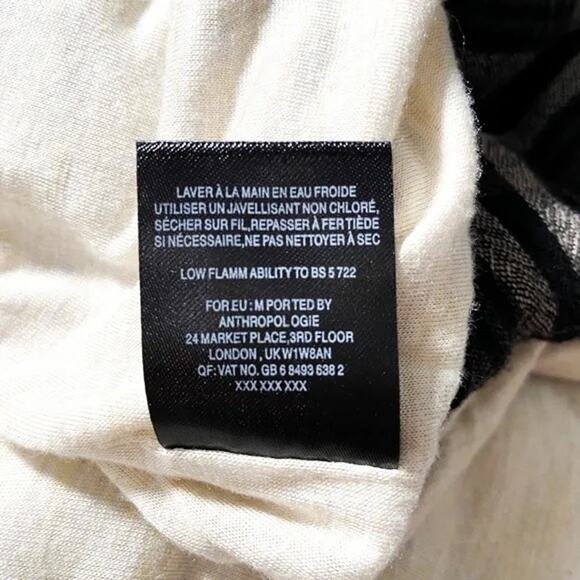 LAVER À LA MAIN EN EAU FROIDE
UTILISER UN JAVELLISANT NON CHLORÉ,
SÉCHER SUR FIL,REPASSER À FER TIÈDE
SI NÉCESSAIRE,NE PAS NETTOYER À SEC
LOW FLAMM ABILITY TO BS 5 722
FOR EU : M PORTED BY
ANTHROPOL OGIE
24 MARKET PLACE,3RD FLOOR
LONDON , UK W1W8AN
QF: VAT NO. GB 6 8493 638 2
XXX XXX XXX